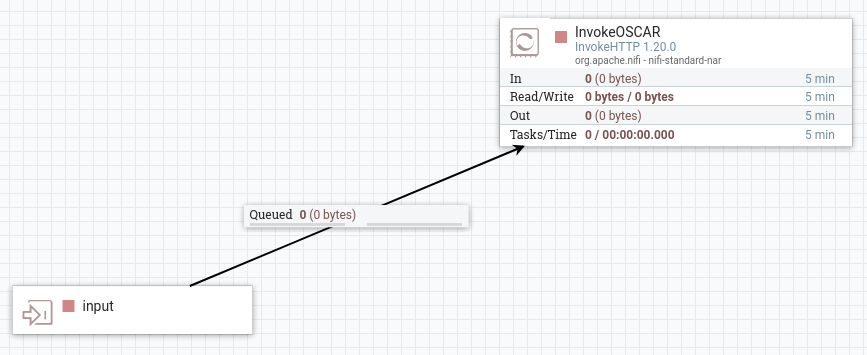 InvokeOSCAR
InvokeHTTP 1.20.0
org.apache.nifi - nifi-standard-nar
In 0 (0 bytes) 5 min
Read/Write 0 bytes / 0 bytes 5 min
Out 0 (0 bytes) 5 min
Tasks/Time 0 / 00:00:00.000 5 min
Queued 0 (0 bytes)
input